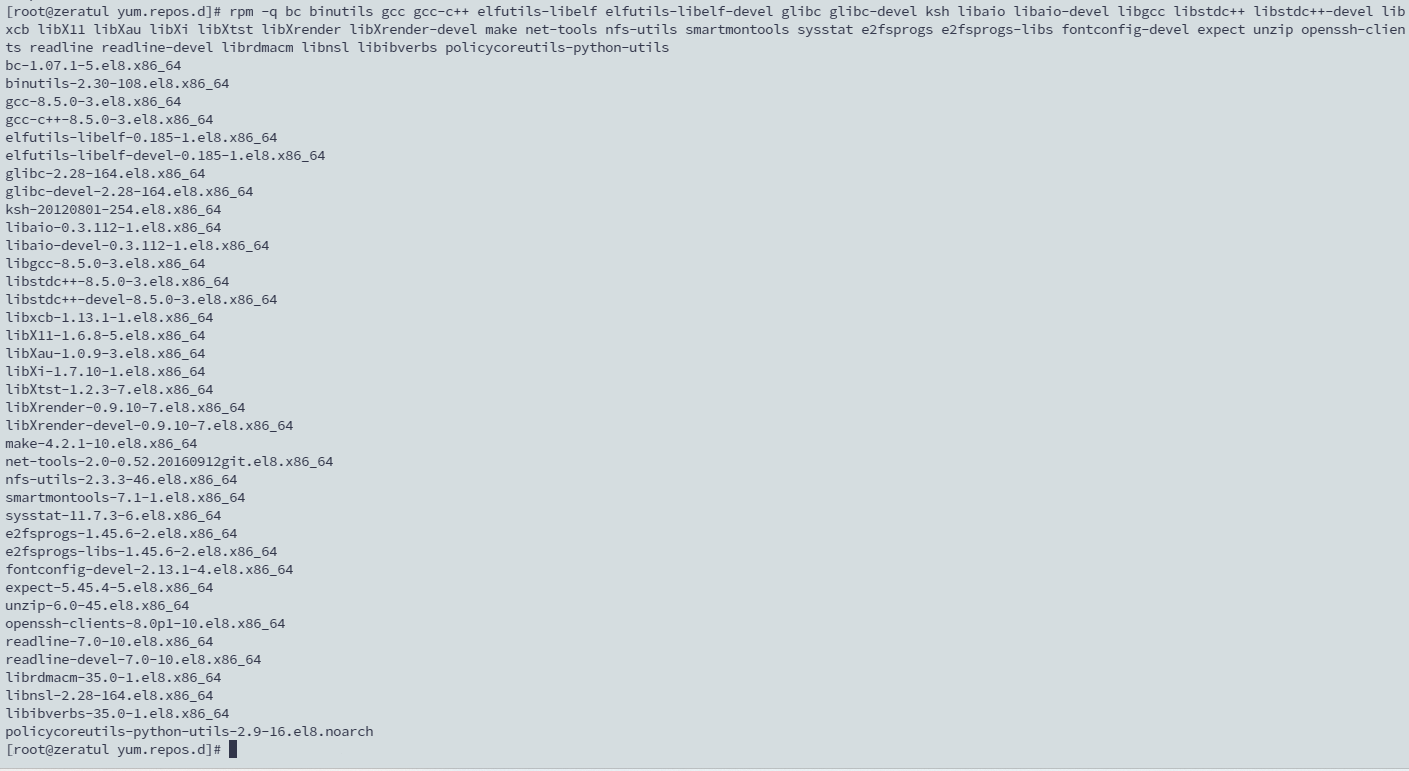 [root@zeratul yum.repos.d]# rpm -q bc binutils gcc gcc-c++ elfutils-libelf elfutils-libelf-devel glibc glibc-devel ksh libaio libaio-devel libgcc libstdc++ libstdc++-devel lib
xcb libX11 libXau libXi libXtst libXrender libXrender-devel make net-tools nfs-utils smartmontools sysstat e2fsprogs e2fsprogs-libs fontconfig-devel expect unzip openssh-clien
ts readline readline-devel librdmacm libnsl libibverbs policycoreutils-python-utils
bc-1.07.1-5.el8.x86_64
binutils-2.30-108.el8.x86_64
gcc-8.5.0-3.el8.x86_64
gcc-c++-8.5.0-3.el8.x86_64
elfutils-libelf-0.185-1.el8.x86_64
elfutils-libelf-devel-0.185-1.el8.x86_64
glibc-2.28-164.el8.x86_64
glibc-devel-2.28-164.el8.x86_64
ksh-20120801-254.el8.x86_64
libaio-0.3.112-1.el8.x86_64
libaio-devel-0.3.112-1.el8.x86_64
libgcc-8.5.0-3.el8.x86_64
libstdc++-8.5.0-3.el8.x86_64
libstdc++-devel-8.5.0-3.el8.x86_64
libxcb-1.13.1-1.el8.x86_64
libX11-1.6.8-5.el8.x86_64
libXau-1.0.9-3.el8.x86_64
libXi-1.7.10-1.el8.x86_64
libXtst-1.2.3-7.el8.x86_64
libXrender-0.9.10-7.el8.x86_64
libXrender-devel-0.9.10-7.el8.x86_64
make-4.2.1-10.el8.x86_64
net-tools-2.0-0.52.20160912git.el8.x86_64
nfs-utils-2.3.3-46.el8.x86_64
smartmontools-7.1-1.el8.x86_64
sysstat-11.7.3-6.el8.x86_64
e2fsprogs-1.45.6-2.el8.x86_64
e2fsprogs-libs-1.45.6-2.el8.x86_64
fontconfig-devel-2.13.1-4.el8.x86_64
expect-5.45.4-5.el8.x86_64
unzip-6.0-45.el8.x86_64
openssh-clients-8.0p1-10.el8.x86_64
readline-7.0-10.el8.x86_64
readline-devel-7.0-10.el8.x86_64
librdmacm-35.0-1.el8.x86_64
libnsl-2.28-164.el8.x86_64
libibverbs-35.0-1.el8.x86_64
policycoreutils-python-utils-2.9-16.el8.noarch
[root@zeratul yum.repos.d]#